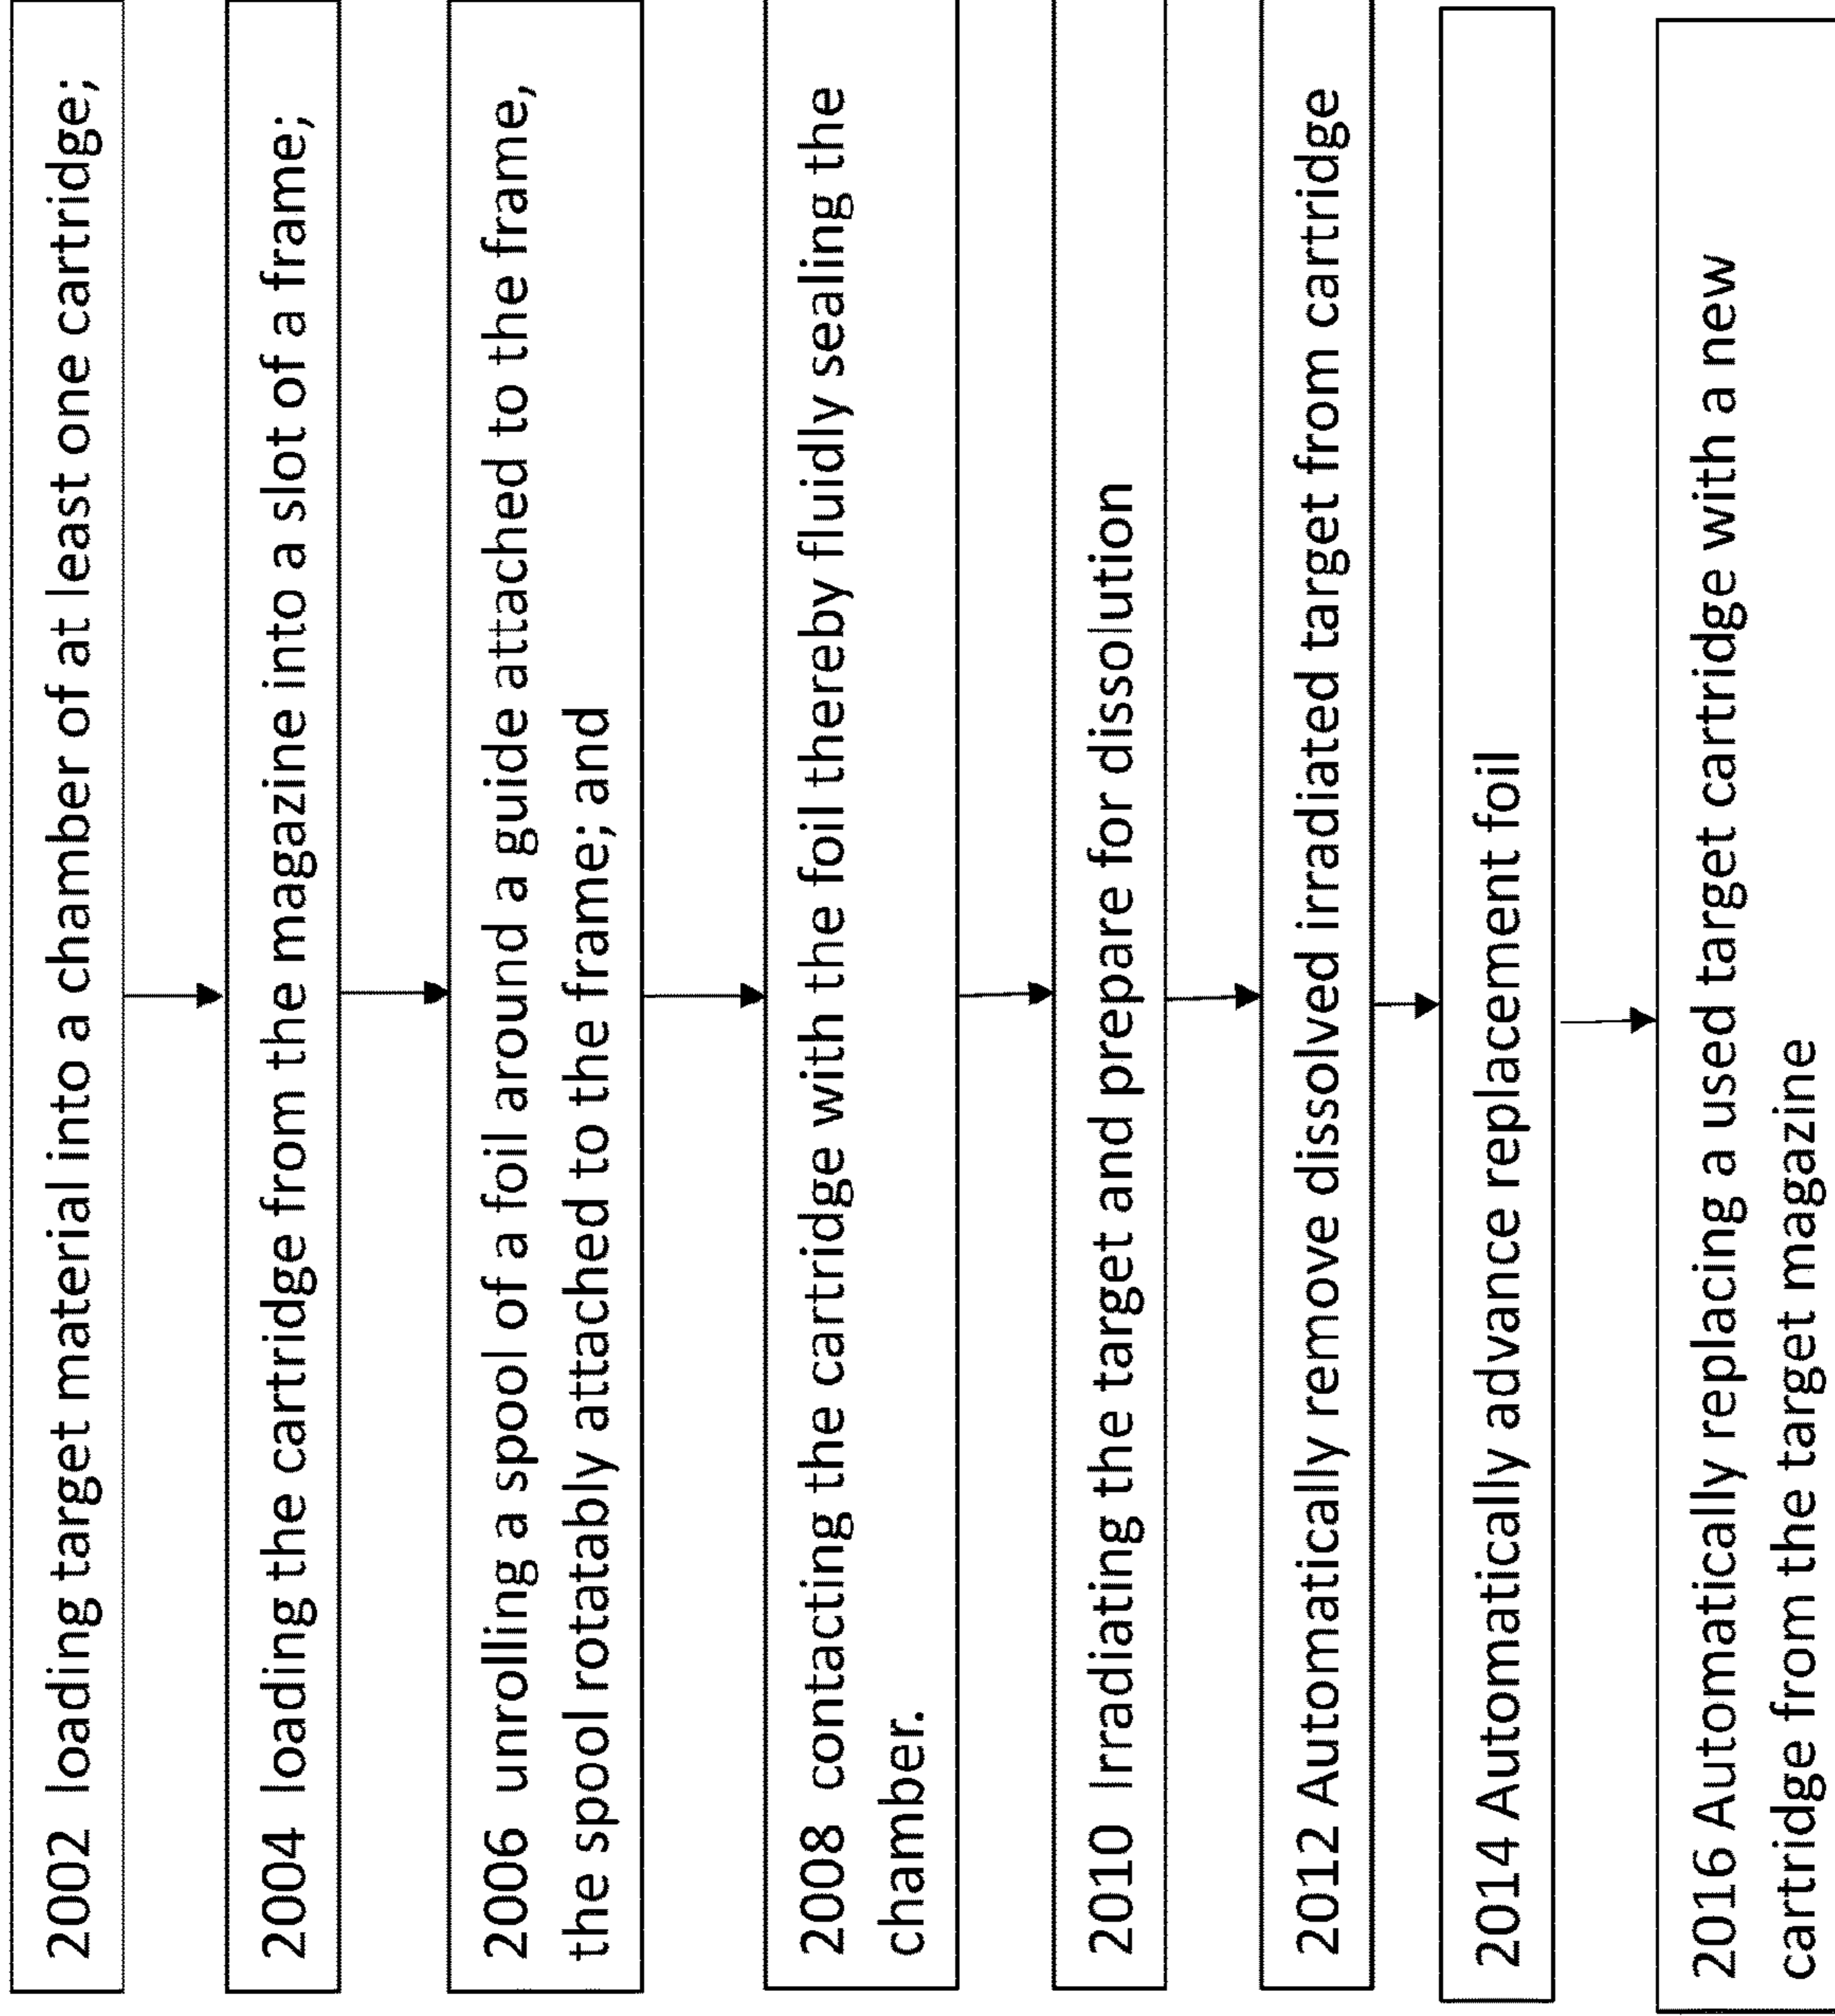 2002  loading target material into a chamber of at least one cartridge;
2004  loading the cartridge from the magazine into a slot of a frame;
2006  unrolling a spool of a foil around a guide attached to the frame,
the spool rotatably attached to the frame; and
2008  contacting the cartridge with the foil thereby fluidly sealing the
chamber.
2010  Irradiating the target and prepare for dissolution
2012 Automatically remove dissolved irradiated target from cartridge
2014 Automatically advance replacement foil
2016 Automatically replacing a used target cartridge with a new
cartridge from the target magazine